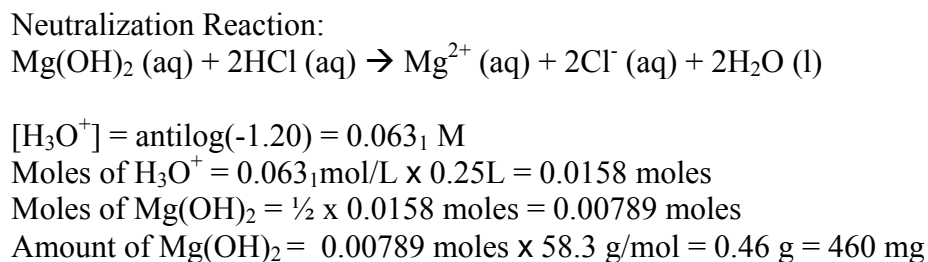 Neutralization Reaction:
Mg(OH)₂ (aq) + 2HCl (aq) → Mg²⁺ (aq) + 2Cl⁻ (aq) + 2H₂O (l)
[H₃O⁺] = antilog(-1.20) = 0.063₁ M
Moles of H₃O⁺ = 0.063₁mol/L x 0.25L = 0.0158 moles
Moles of Mg(OH)₂ = ½ x 0.0158 moles = 0.00789 moles
Amount of Mg(OH)₂ = 0.00789 moles x 58.3 g/mol = 0.46 g = 460 mg